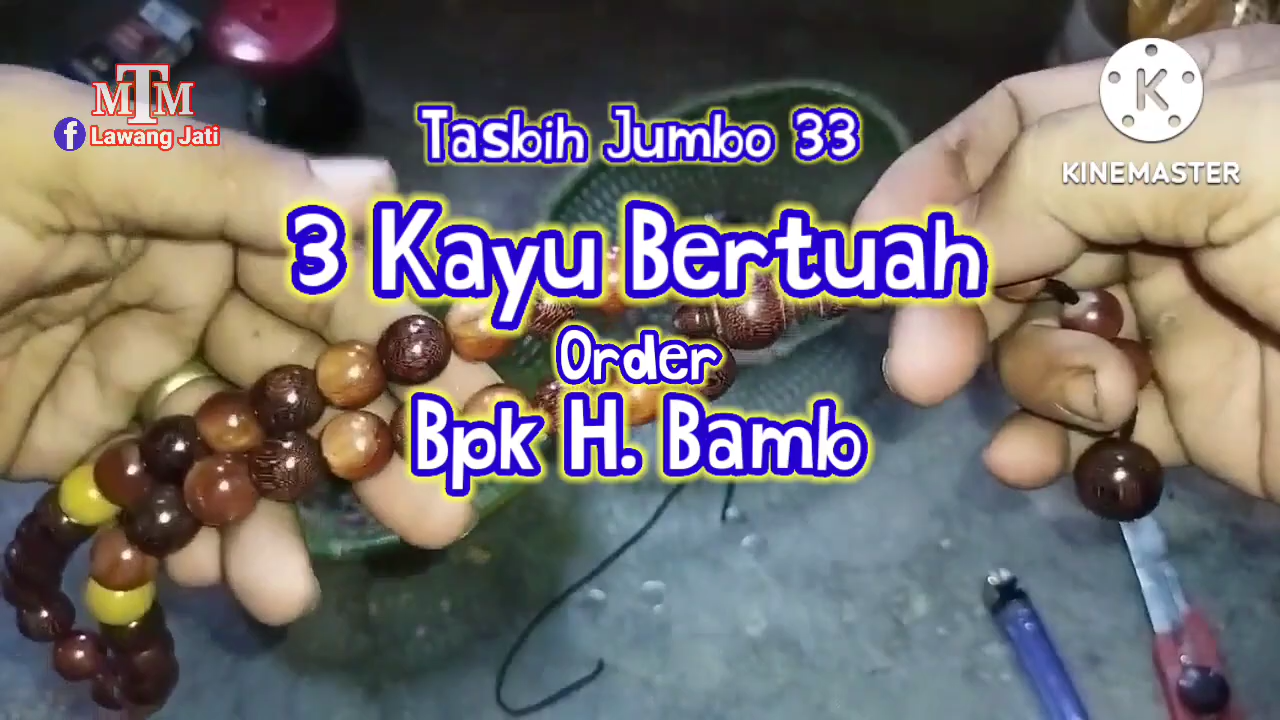 MTM
f Lawang Jati
K
KINEMASTER
Tasbih Jumbo 33
3 Kayu Bertuah
Order
Bpk H. Bamb